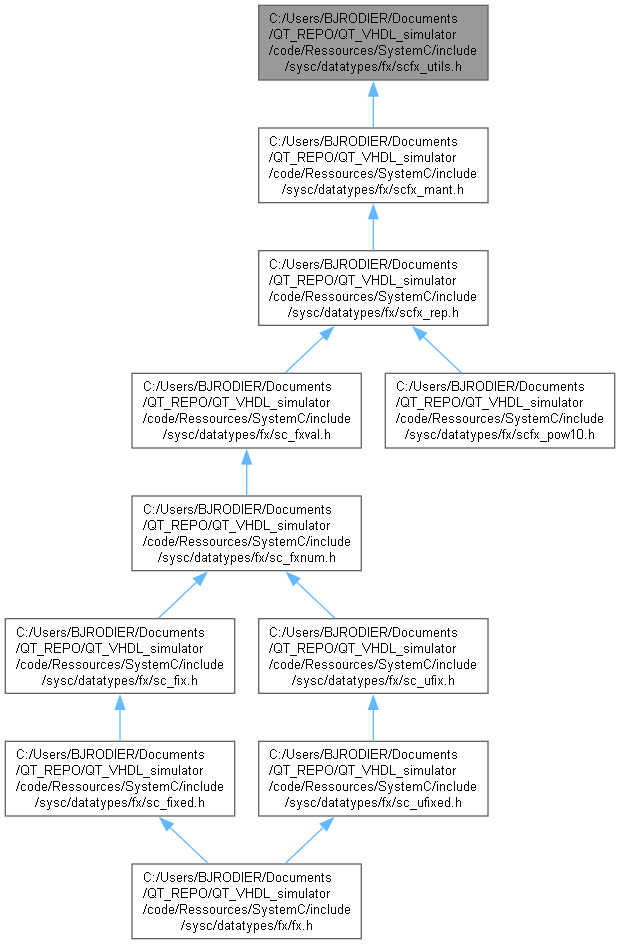 C:/Users/BJRODIER/Documents
/QT_REPO/QT_VHDL_simulator
/code/Ressources/SystemC/include
/sysc/datatypes/fx/scfx_utils.h
C:/Users/BJRODIER/Documents
/QT_REPO/QT_VHDL_simulator
/code/Ressources/SystemC/include
/sysc/datatypes/fx/scfx_mant.h
C:/Users/BJRODIER/Documents
/QT_REPO/QT_VHDL_simulator
/code/Ressources/SystemC/include
/sysc/datatypes/fx/scfx_rep.h
C:/Users/BJRODIER/Documents
/QT_REPO/QT_VHDL_simulator
/code/Ressources/SystemC/include
/sysc/datatypes/fx/sc_fxval.h
C:/Users/BJRODIER/Documents
/QT_REPO/QT_VHDL_simulator
/code/Ressources/SystemC/include
/sysc/datatypes/fx/scfx_pow10.h
C:/Users/BJRODIER/Documents
/QT_REPO/QT_VHDL_simulator
/code/Ressources/SystemC/include
/sysc/datatypes/fx/sc_fxnum.h
C:/Users/BJRODIER/Documents
/QT_REPO/QT_VHDL_simulator
/code/Ressources/SystemC/include
/sysc/datatypes/fx/sc_fix.h
C:/Users/BJRODIER/Documents
/QT_REPO/QT_VHDL_simulator
/code/Ressources/SystemC/include
/sysc/datatypes/fx/sc_ufix.h
C:/Users/BJRODIER/Documents
/QT_REPO/QT_VHDL_simulator
/code/Ressources/SystemC/include
/sysc/datatypes/fx/sc_fixed.h
C:/Users/BJRODIER/Documents
/QT_REPO/QT_VHDL_simulator
/code/Ressources/SystemC/include
/sysc/datatypes/fx/sc_ufixed.h
C:/Users/BJRODIER/Documents
/QT_REPO/QT_VHDL_simulator
/code/Ressources/SystemC/include
/sysc/datatypes/fx/fx.h